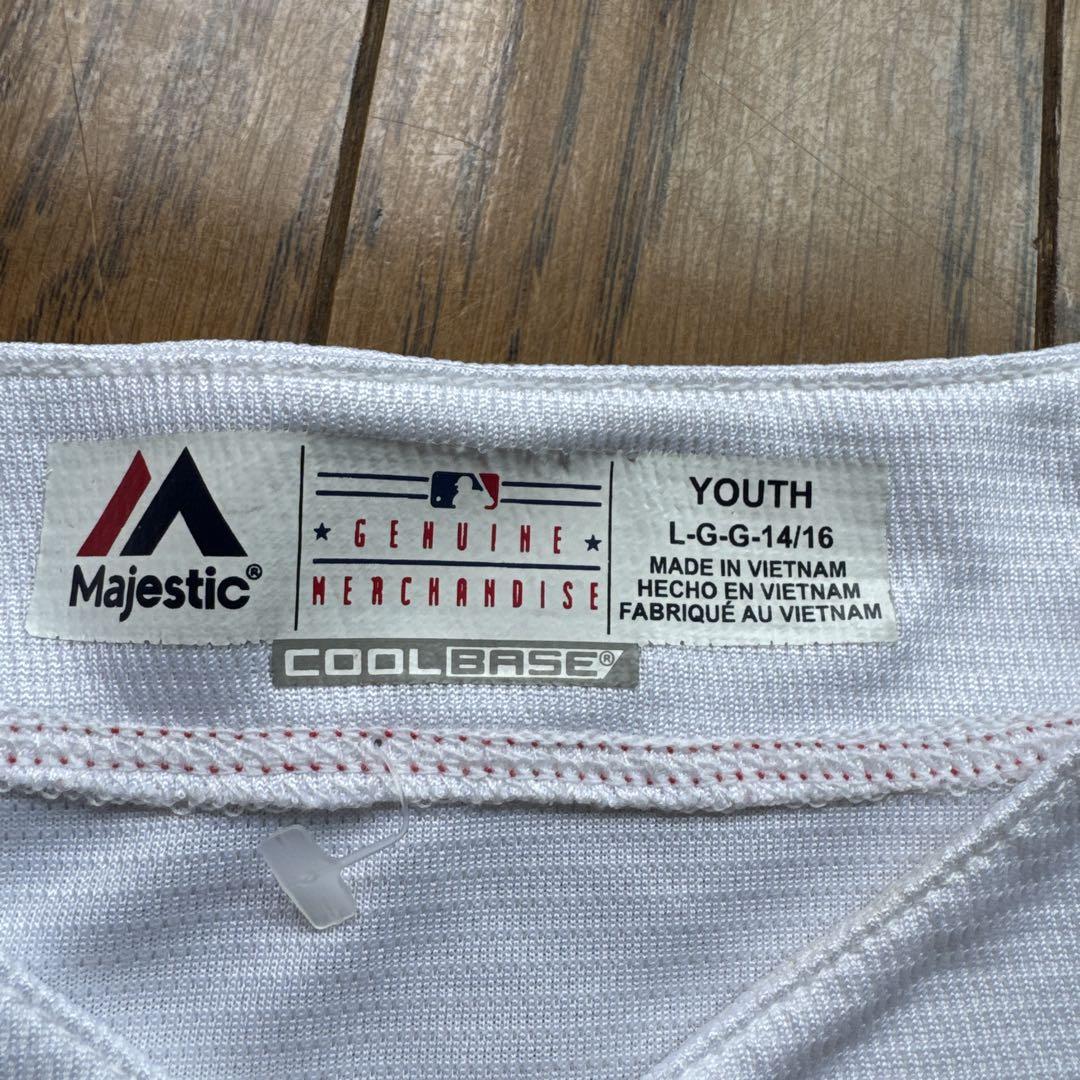 Majestic®
GENUINE
MERCHANDISE
YOUTH
L-G-G-14/16
MADE IN VIETNAM
HECHO EN VIETNAM
FABRIQUÉ AU VIETNAM
COOLBASE®